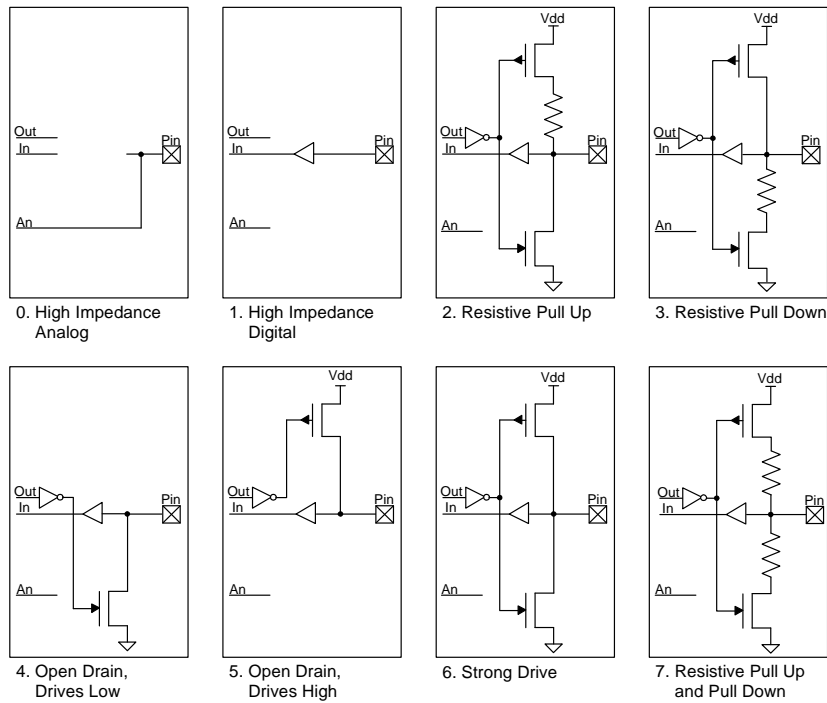 Out
In
Pin
An
0. High Impedance
Analog
Out
In
Pin
An
1. High Impedance
Digital
Vdd
Out
In
Pin
An
2. Resistive Pull Up
Vdd
Out
In
Pin
An
3. Resistive Pull Down
Out
In
Pin
An
4. Open Drain,
Drives Low
Vdd
Out
In
Pin
An
5. Open Drain,
Drives High
Vdd
Out
In
Pin
An
6. Strong Drive
Vdd
Out
In
Pin
An
7. Resistive Pull Up
and Pull Down